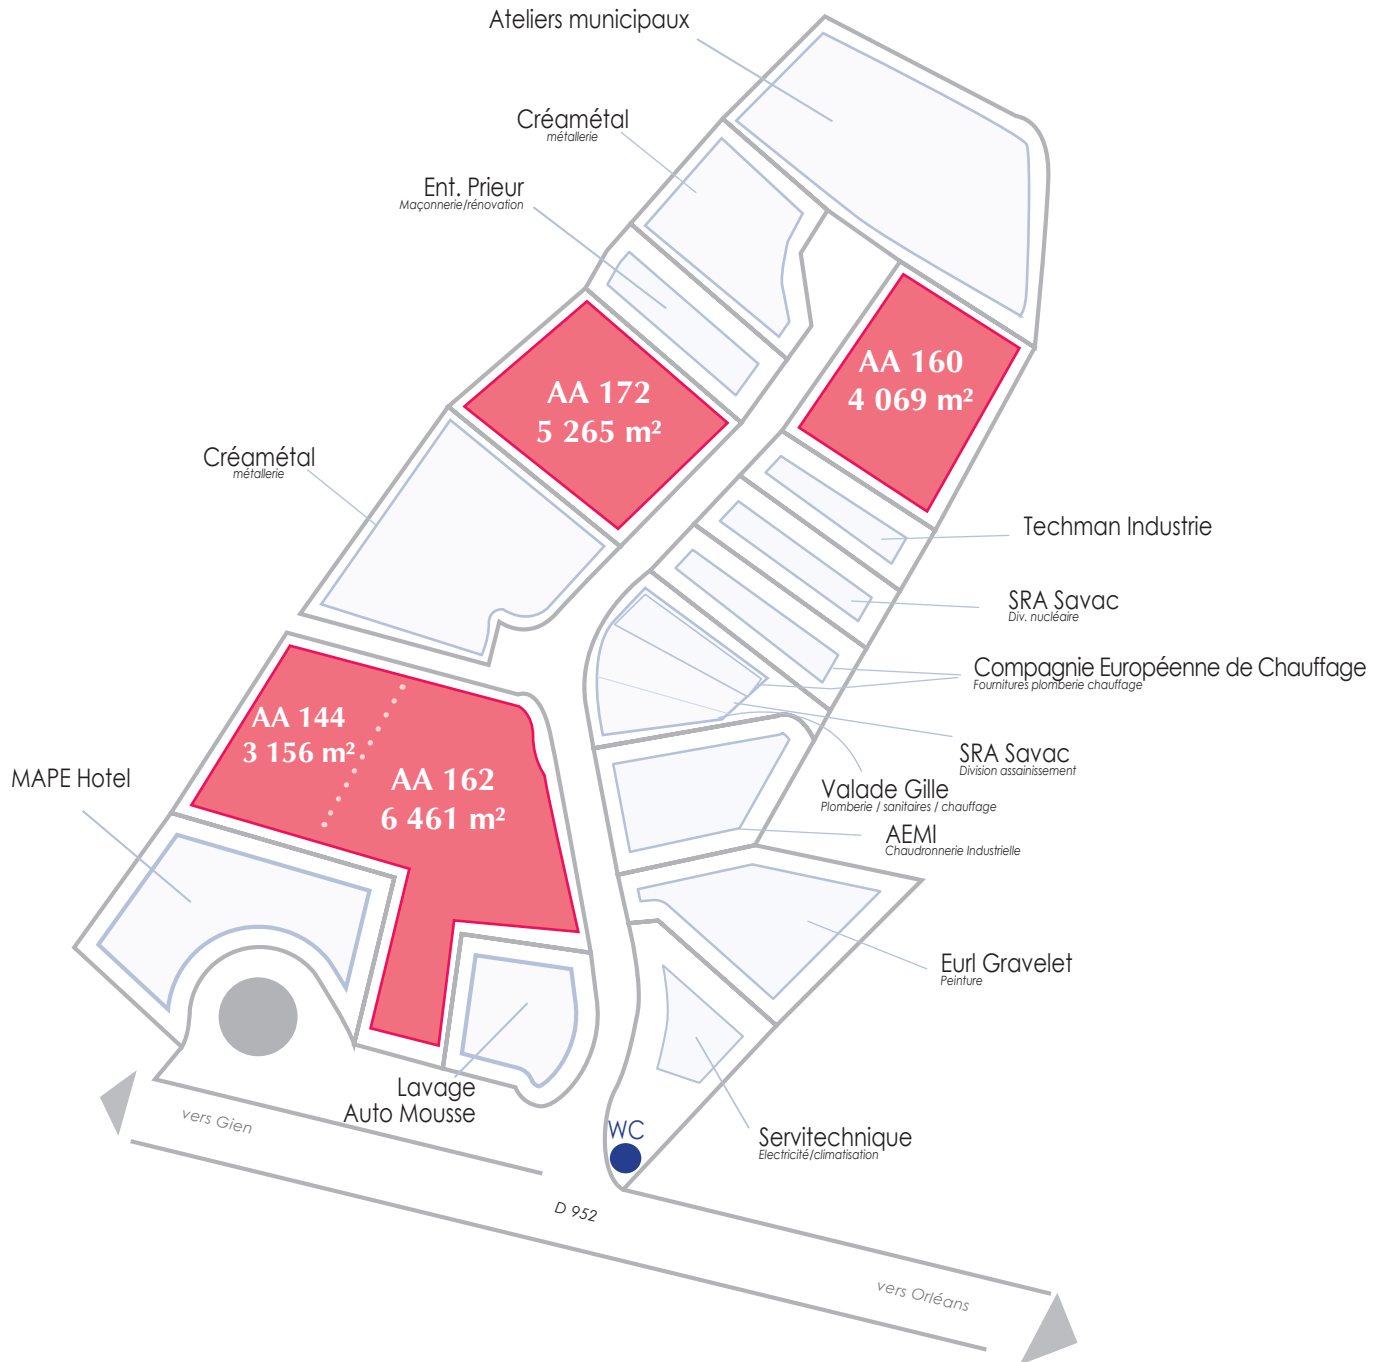 Ateliers municipaux
Créamétal
métallerie
Ent. Prieur
Maçonnerie/rénovation
AA 160
4 069 m²
AA 172
5 265 m²
Créamétal
métallerie
Techman Industrie
SRA Savac
Div. nucléaire
Compagnie Européenne de Chauffage
Fournitures plomberie chauffage
AA 144
3 156 m²
SRA Savac
Division assainissement
MAPE Hotel
AA 162
6 461 m²
Valade Gille
Plomberie / sanitaires / chauffage
AEMI
Chaudronnerie Industrielle
Eurl Gravelet
Peinture
Lavage
Auto Mousse
vers Gien
WC
Servitechnique
Electricité/climatisation
D 952
vers Orléans